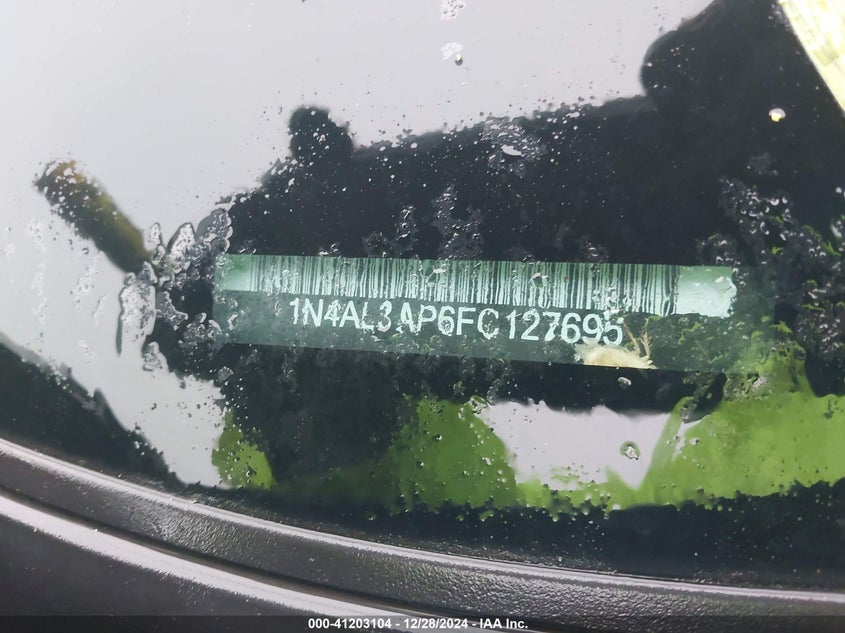 1N4AL3AP6FC127695
000-41203104 - 12/28/2024 - IAA, Inc.